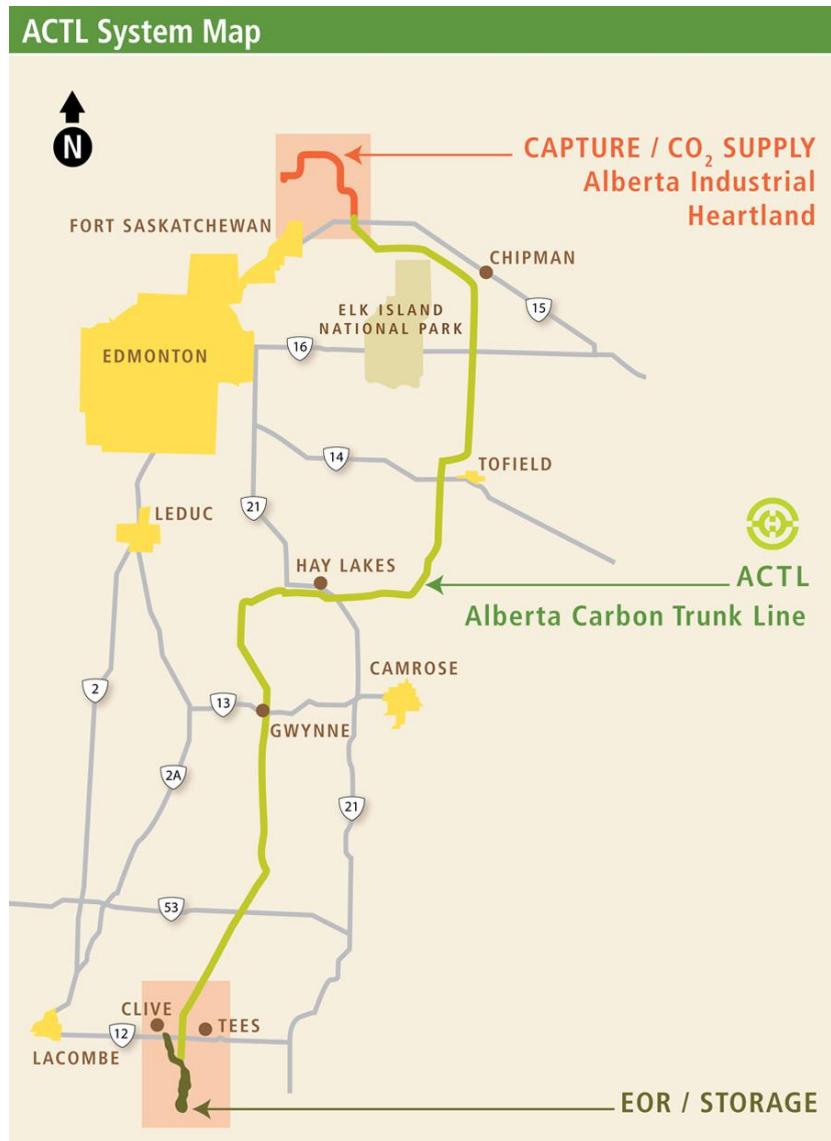 ACTL System Map
N
CAPTURE / CO₂ SUPPLY
Alberta Industrial
Heartland
FORT SASKATCHEWAN
CHIPMAN
15
ELK ISLAND
NATIONAL PARK
16
EDMONTON
14
TOFIELD
21
LEDUC
HAY LAKES
ACTL
Alberta Carbon Trunk Line
CAMROSE
2
13
GWYNNE
2A
21
53
CLIVE
TEES
12
LACOMBE
EOR / STORAGE